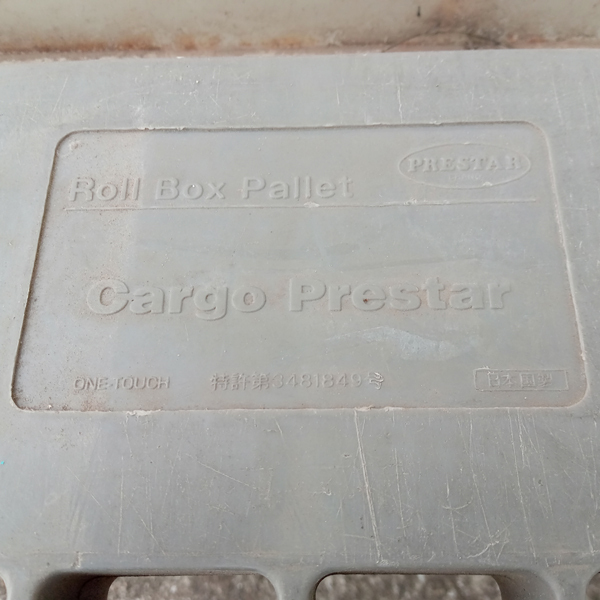 PRESTAR
Roll Box Pallet
Cargo Prestar
ONE-TOUCH 特許第3481849号